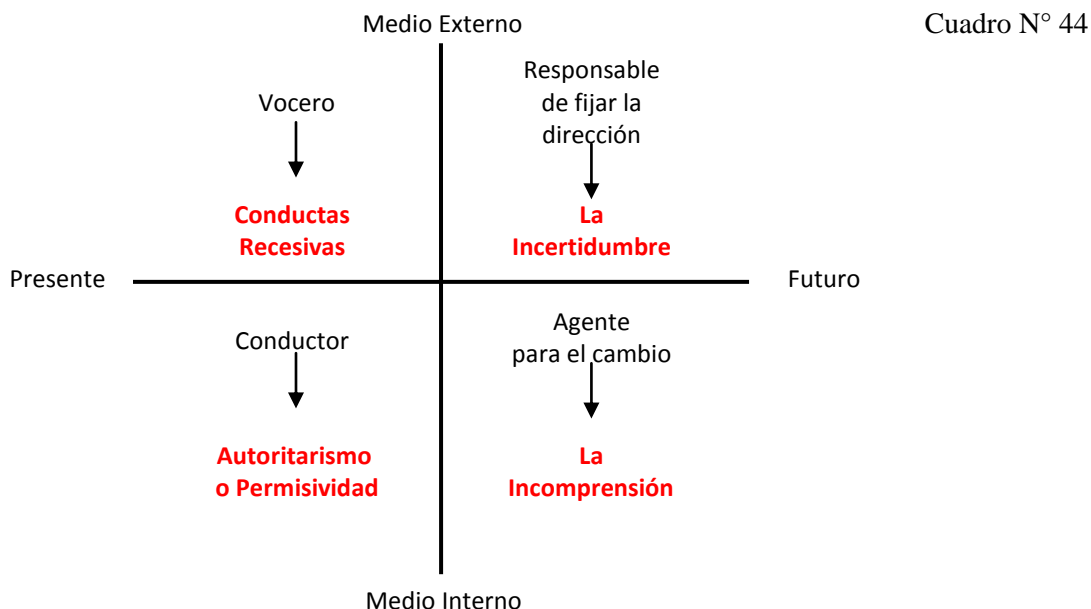 Cuadro N° 44
Medio Externo
Vocero
Responsable
de fijar la
dirección
Conductas
Recesivas
La
Incertidumbre
Presente
Futuro
Conductor
Agente
para el cambio
Autoritarismo
o Permisividad
La
Incomprensión
Medio Interno